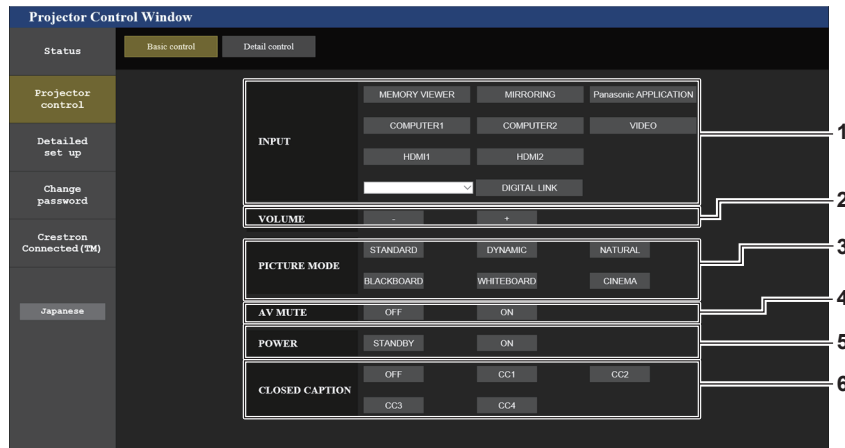 Projector Control Window
Status
Basic control
Detail control
Projector
control
Detailed
set up
Change
password
Crestron
Connected(TM)
Japanese
INPUT
MEMORY VIEWER
MIRRORING
Panasonic APPLICATION
COMPUTER1
COMPUTER2
VIDEO
HDMI1
HDMI2
DIGITAL LINK
1
VOLUME
-
+
2
PICTURE MODE
STANDARD
DYNAMIC
NATURAL
BLACKBOARD
WHITEBOARD
CINEMA
3
AV MUTE
OFF
ON
4
POWER
STANDBY
ON
5
CLOSED CAPTION
OFF
CC1
CC2
CC3
CC4
6